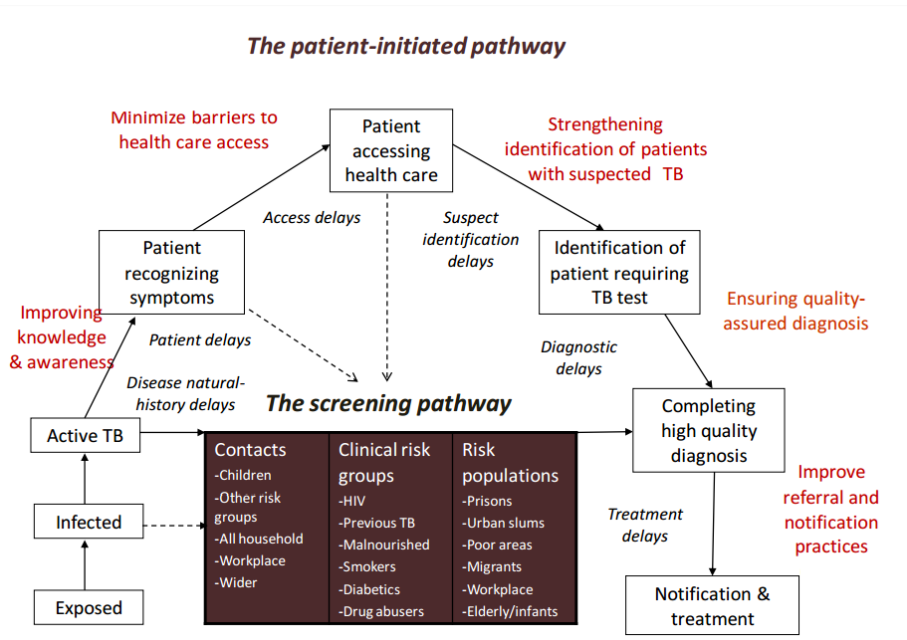 The patient-initiated pathway
Minimize barriers to
health care access
Patient
accessing
health care
Strengthening
identification of patients
with suspected TB
Access delays
Suspect
identification
delays
Patient
recognizing
symptoms
Identification of
patient requiring
TB test
Improving
knowledge
& awareness
Patient delays
Ensuring quality-
assured diagnosis
Diagnostic
delays
Disease natural-
history delays
The screening pathway
Active TB
Completing
high quality
diagnosis
Contacts
-Children
-Other risk
groups
-All household
-Workplace
-Wider
Clinical risk
groups
-HIV
-Previous TB
-Malnourished
-Smokers
-Diabetics
-Drug abusers
Risk
populations
-Prisons
-Urban slums
-Poor areas
-Migrants
-Workplace
-Elderly/infants
Improve
referral and
notification
practices
Infected
Treatment
delays
Exposed
Notification &
treatment